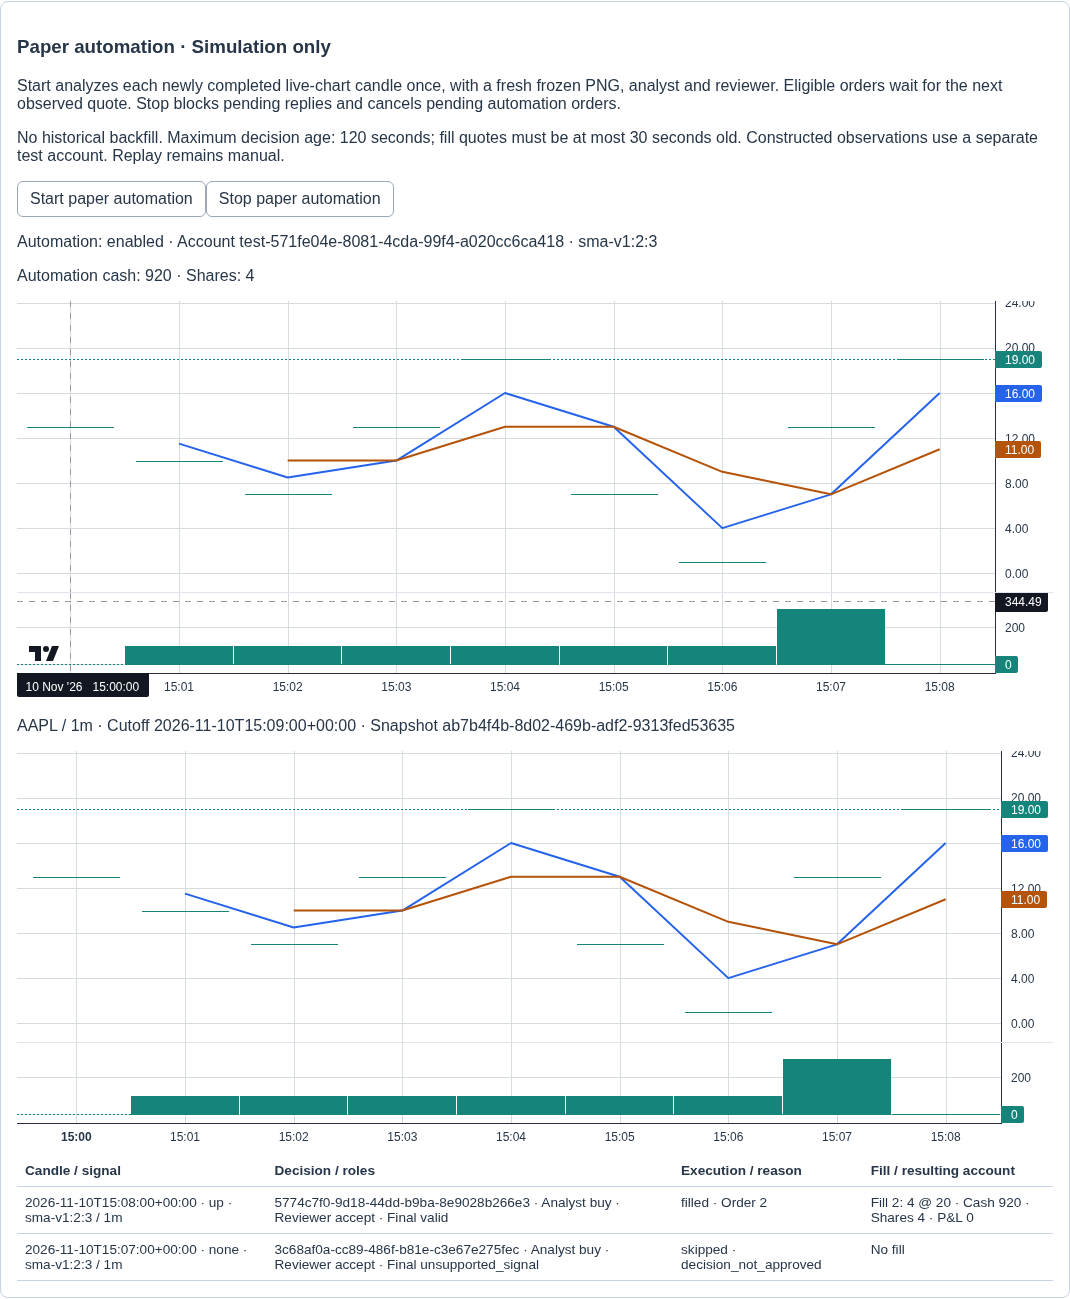 Paper automation · Simulation only
Start analyzes each newly completed live-chart candle once, with a fresh frozen PNG, analyst and reviewer. Eligible orders wait for the next
observed quote. Stop blocks pending replies and cancels pending automation orders.
No historical backfill. Maximum decision age: 120 seconds; fill quotes must be at most 30 seconds old. Constructed observations use a separate
test account. Replay remains manual.
Start paper automation Stop paper automation
Automation: enabled · Account test-571fe04e-8081-4cda-99f4-a020cc6ca418 · sma-v1:2:3
Automation cash: 920 · Shares: 4
24.00
20.00
19.00
16.00
12.00
11.00
8.00
4.00
0.00
344.49
200
0
10 Nov '26 15:00:00 15:01 15:02 15:03 15:04 15:05 15:06 15:07 15:08
AAPL / 1m · Cutoff 2026-11-10T15:09:00+00:00 · Snapshot ab7b4f4b-8d02-469b-adf2-9313fed53635
24.00
20.00
19.00
16.00
12.00
11.00
8.00
4.00
0.00
200
0
15:00 15:01 15:02 15:03 15:04 15:05 15:06 15:07 15:08
Candle / signal Decision / roles Execution / reason Fill / resulting account
2026-11-10T15:08:00+00:00 · up · 5774c7f0-9d18-44dd-b9ba-8e9028b266e3 · Analyst buy · filled · Order 2 Fill 2: 4 @ 20 · Cash 920 ·
sma-v1:2:3 / 1m Reviewer accept · Final valid Shares 4 · P&L 0
2026-11-10T15:07:00+00:00 · none · 3c68af0a-cc89-486f-b81e-c3e67e275fec · Analyst buy · skipped · No fill
sma-v1:2:3 / 1m Reviewer accept · Final unsupported_signal decision_not_approved